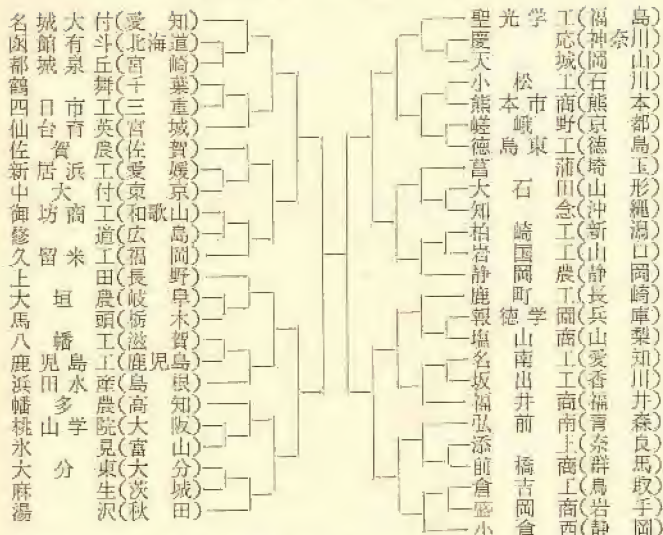 名城大付(愛知)
函館有斗(北海道)
都城泉丘(宮崎)
鶴舞(千葉)
四日市工(三重)
仙台育英(宮城)
佐賀農(佐賀)
新居浜工(愛媛)
中大付(東京)
御坊商工(和歌山)
修道(広島)
久留米工(福岡)
上田(長野)
大垣農(岐阜)
馬頭(栃木)
八幡工(滋賀)
鹿児島工(鹿児島)
浜田水産(島根)
幡多農(高知)
桃山学院(大阪)
氷見(富山)
大分東(大分)
麻生(茨城)
湯沢(秋田)
聖光学工(福島)
慶応(神奈川)
天城(岡山)
小松工(石川)
熊本市商(熊本)
嵯峨野(京都)
徳島東工(徳島)
菖蒲(埼玉)
大石田(山形)
知念(沖縄)
柏崎工(新潟)
岩国工(山口)
静岡農(静岡)
鹿町工(長崎)
報徳学園(兵庫)
塩山商(山梨)
名南工(愛知)
坂出工(香川)
福井商(福井)
弘前南(青森)
添上(奈良)
前橋商(群馬)
倉吉工(鳥取)
盛岡商(岩手)
小倉西(静岡)